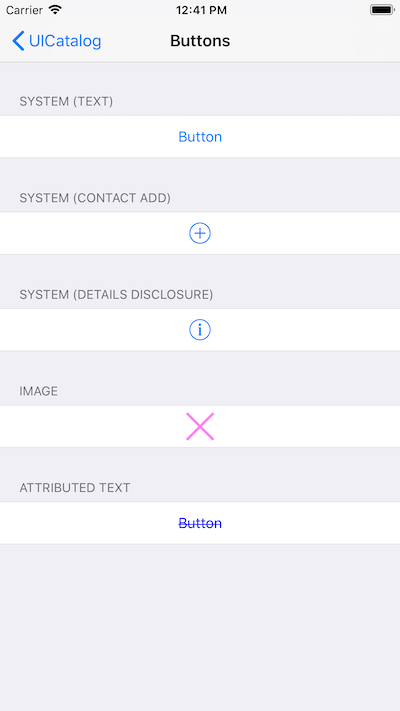 Carrier 12:41 PM
UICatalog Buttons
SYSTEM (TEXT)
Button
SYSTEM (CONTACT ADD)
SYSTEM (DETAILS DISCLOSURE)
IMAGE
ATTRIBUTED TEXT
Button